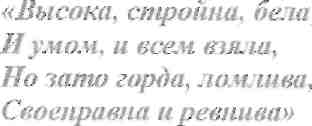 «Высока, стройна, бела,
И умом, и всем взяла,
Но зато горда, ломлива,
Своенравна и ревнива»